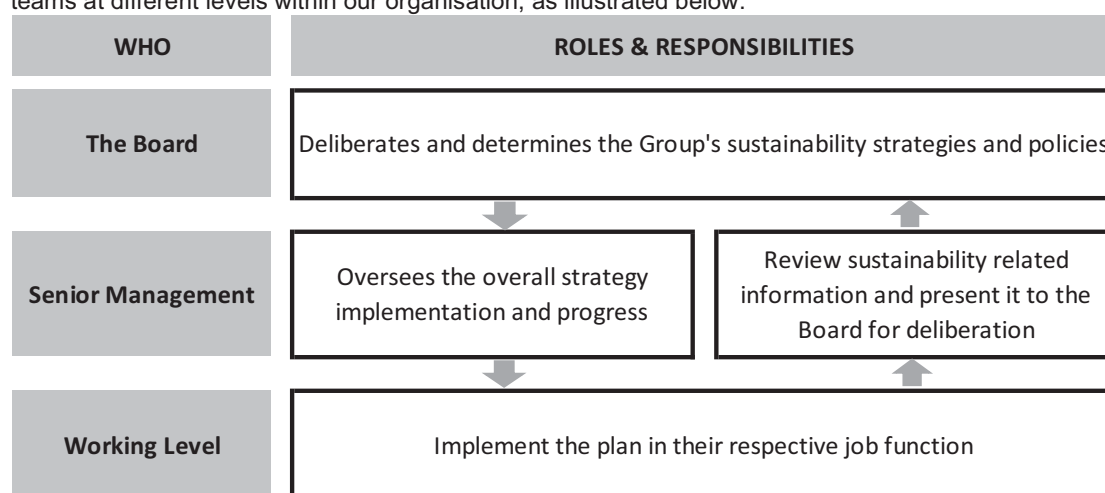 teams at different levels within our organisation, as illustrated below.
WHO
ROLES & RESPONSIBILITIES
The Board
Deliberates and determines the Group's sustainability strategies and policies
Senior Management
Oversees the overall strategy
implementation and progress
Review sustainability related
information and present it to the
Board for deliberation
Working Level
Implement the plan in their respective job function